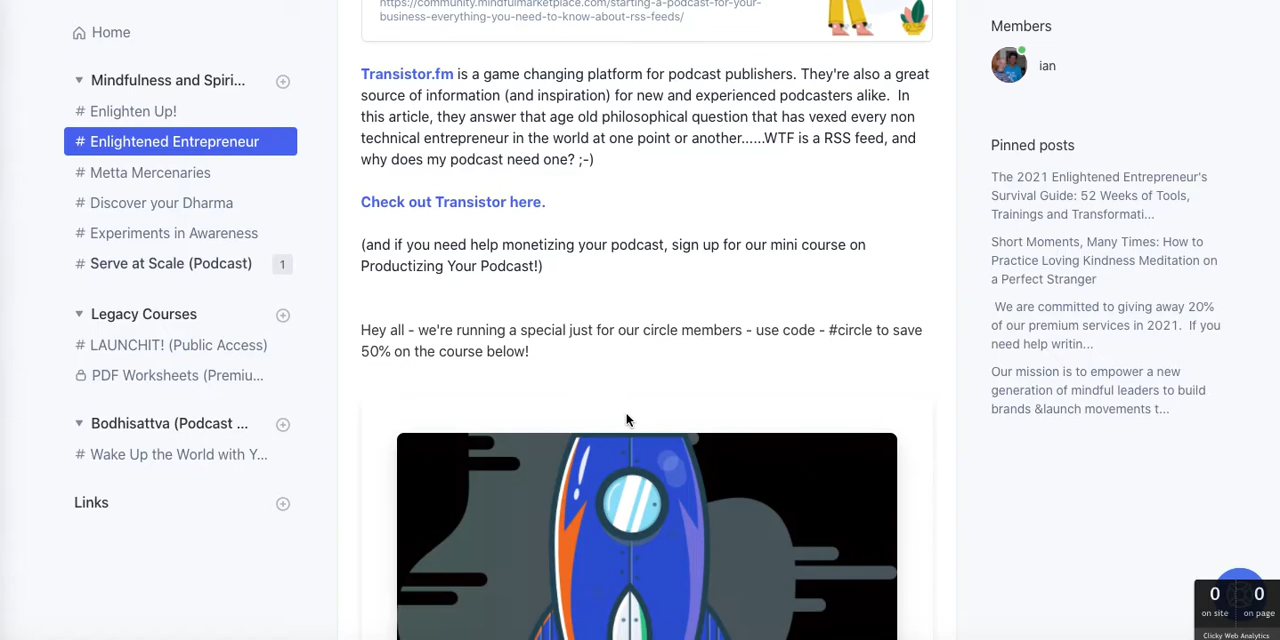 Home
Mindfulness and Spiri...
# Enlighten Up!
# Enlightened Entrepreneur
# Metta Mercenaries
# Discover your Dharma
# Experiments in Awareness
# Serve at Scale (Podcast) 1
Legacy Courses
# LAUNCHIT! (Public Access)
PDF Worksheets (Premiu...
Bodhisattva (Podcast ...
# Wake Up the World with Y...
Links
https://community.mindfulmarketplace.com/starting-a-podcast-for-your-
business-everything-you-need-to-know-about-rss-feeds/
Transistor.fm is a game changing platform for podcast publishers. They're also a great
source of information (and inspiration) for new and experienced podcasters alike.  In
this article, they answer that age old philosophical question that has vexed every non
technical entrepreneur in the world at one point or another......WTF is a RSS feed, and
why does my podcast need one? ;-)
Check out Transistor here.
(and if you need help monetizing your podcast, sign up for our mini course on
Productizing Your Podcast!)
Hey all - we're running a special just for our circle members - use code - #circle to save
50% on the course below!
Members
ian
Pinned posts
The 2021 Enlightened Entrepreneur's
Survival Guide: 52 Weeks of Tools,
Trainings and Transformati...
Short Moments, Many Times: How to
Practice Loving Kindness Meditation on
a Perfect Stranger
We are committed to giving away 20%
of our premium services in 2021.  If you
need help writin...
Our mission is to empower a new
generation of mindful leaders to build
brands &launch movements t...
0 0
on site on page
Clicky Web Analytics